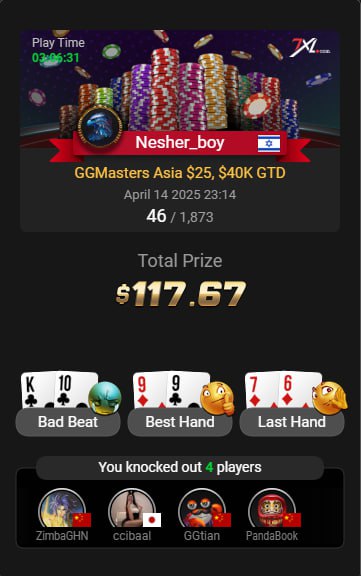 Play Time
03:06:31
7XL
Nesher_boy
GGMasters Asia $25, $40K GTD
April 14 2025 23:14
46 / 1,873
Total Prize
$117.67
K 10 9 9 7 6
Bad Beat Best Hand Last Hand
You knocked out 4 players
ZimbaGHN ccibaal GGtian PandaBook